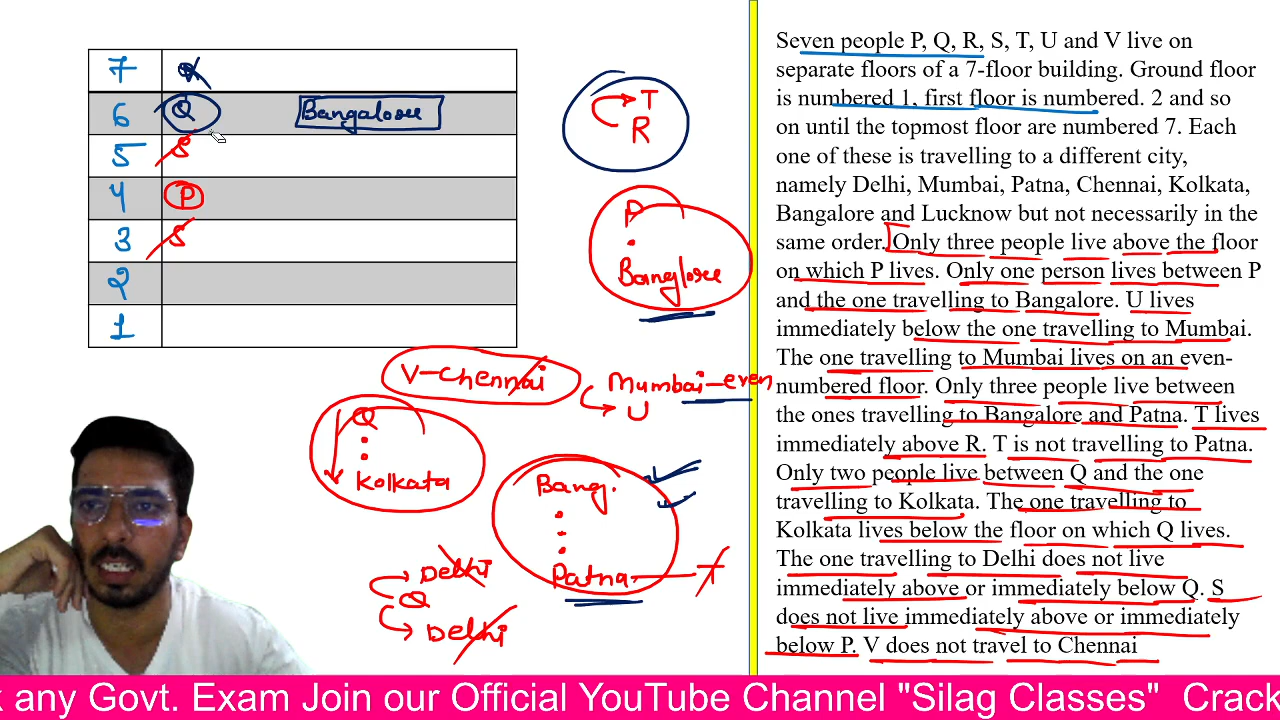 7
6 Q Bangalore
5 S
4 P
3 S
2
1
T
R
P
Banglore
V-Chennai
Mumbai-even
U
Q
Kolkata
Bang.
Patna T
Delhi
Q
Delhi
Seven people P, Q, R, S, T, U and V live on
separate floors of a 7-floor building. Ground floor
is numbered 1, first floor is numbered. 2 and so
on until the topmost floor are numbered 7. Each
one of these is travelling to a different city,
namely Delhi, Mumbai, Patna, Chennai, Kolkata,
Bangalore and Lucknow but not necessarily in the
same order. Only three people live above the floor
on which P lives. Only one person lives between P
and the one travelling to Bangalore. U lives
immediately below the one travelling to Mumbai.
The one travelling to Mumbai lives on an even-
numbered floor. Only three people live between
the ones travelling to Bangalore and Patna. T lives
immediately above R. T is not travelling to Patna.
Only two people live between Q and the one
travelling to Kolkata. The one travelling to
Kolkata lives below the floor on which Q lives.
The one travelling to Delhi does not live
immediately above or immediately below Q. S
does not live immediately above or immediately
below P. V does not travel to Chennai
k any Govt. Exam Join our Official YouTube Channel "Silag Classes" Crack